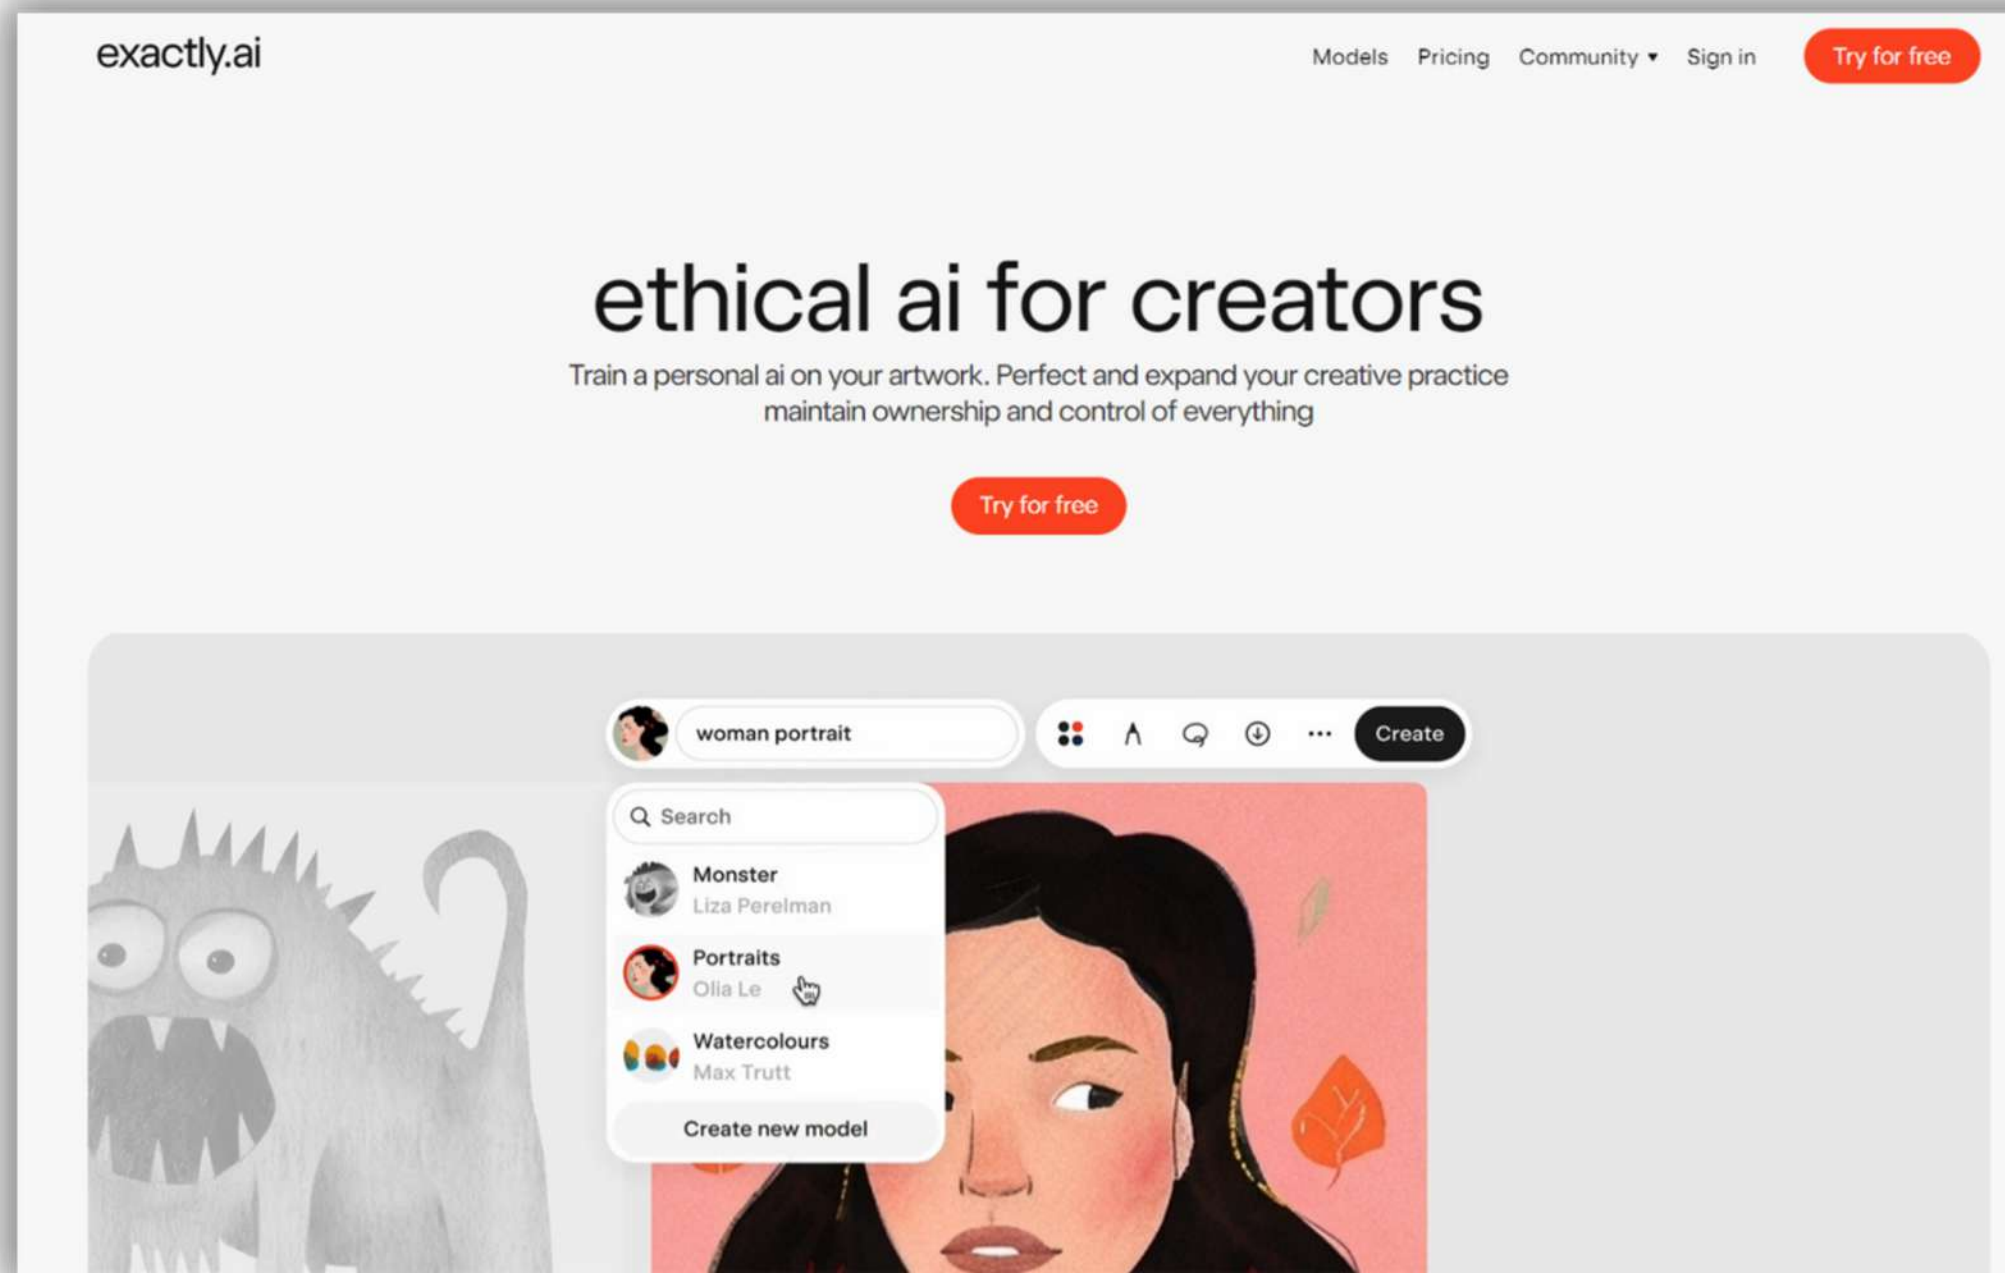 exactly.ai
Models Pricing Community ▾ Sign in Try for free
ethical ai for creators
Train a personal ai on your artwork. Perfect and expand your creative practice
maintain ownership and control of everything
Try for free
woman portrait
Create
Search
Monster
Liza Perelman
Portraits
Olia Le
Watercolours
Max Trutt
Create new model